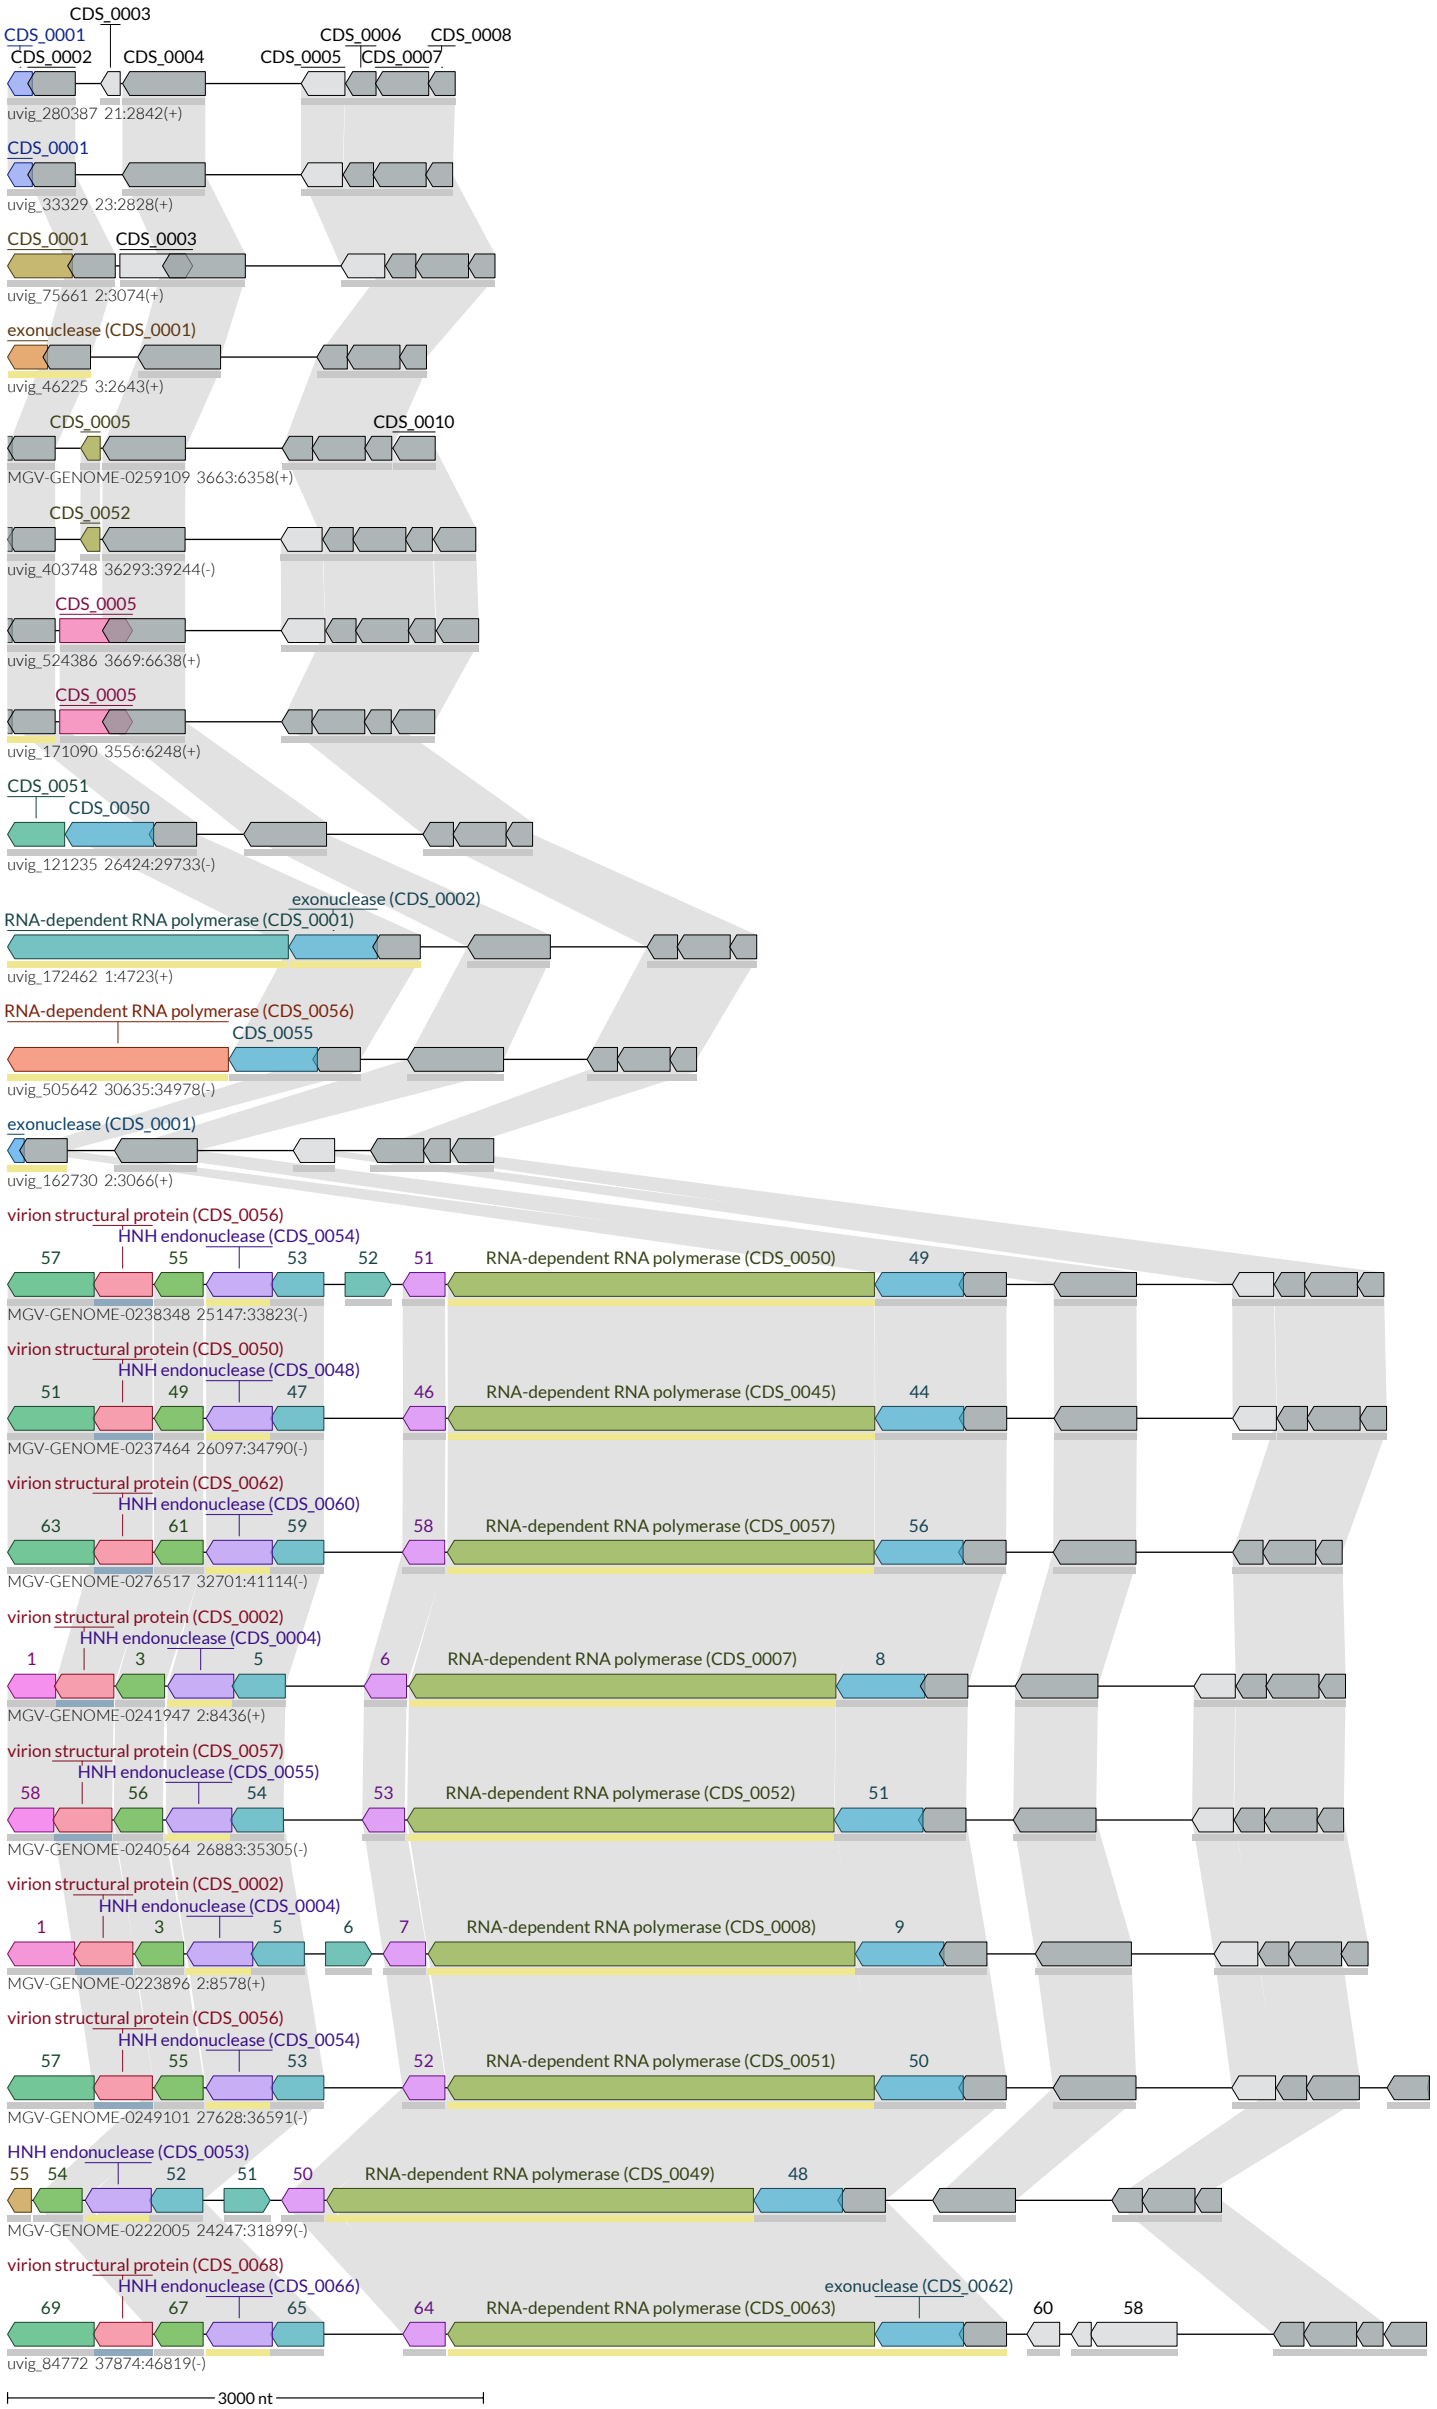 CDS_0003
CDS_0001 CDS_0006 CDS_0008
CDS_0002 CDS_0004 CDS_0005 CDS_0007
uvig_280387 21:2842(+)
CDS_0001
uvig_33329 23:2828(+)
CDS_0001 CDS_0003
uvig_75661 2:3074(+)
exonuclease (CDS_0001)
uvig_46225 3:2643(+)
CDS_0005 CDS_0010
MGV-GENOME-0259109 3663:6358(+)
CDS_0052
uvig_403748 36293:39244(-)
CDS_0005
uvig_524386 3669:6638(+)
CDS_0005
uvig_171090 3556:6248(+)
CDS_0051
CDS_0050
uvig_121235 26424:29733(-)
exonuclease (CDS_0002)
RNA-dependent RNA polymerase (CDS_0001)
uvig_172462 1:4723(+)
RNA-dependent RNA polymerase (CDS_0056)
CDS_0055
uvig_505642 30635:34978(-)
exonuclease (CDS_0001)
uvig_162730 2:3066(+)
virion structural protein (CDS_0056)
HNH endonuclease (CDS_0054)
57 55 53 52 51 RNA-dependent RNA polymerase (CDS_0050) 49
MGV-GENOME-0238348 25147:33823(-)
virion structural protein (CDS_0050)
HNH endonuclease (CDS_0048)
51 49 47 46 RNA-dependent RNA polymerase (CDS_0045) 44
MGV-GENOME-0237464 26097:34790(-)
virion structural protein (CDS_0062)
HNH endonuclease (CDS_0060)
63 61 59 58 RNA-dependent RNA polymerase (CDS_0057) 56
MGV-GENOME-0276517 32701:41114(-)
virion structural protein (CDS_0002)
HNH endonuclease (CDS_0004)
1 3 5 6 RNA-dependent RNA polymerase (CDS_0007) 8
MGV-GENOME-0241947 2:8436(+)
virion structural protein (CDS_0057)
HNH endonuclease (CDS_0055)
58 56 54 53 RNA-dependent RNA polymerase (CDS_0052) 51
MGV-GENOME-0240564 26883:35305(-)
virion structural protein (CDS_0002)
HNH endonuclease (CDS_0004)
1 3 5 6 7 RNA-dependent RNA polymerase (CDS_0008) 9
MGV-GENOME-0223896 2:8578(+)
virion structural protein (CDS_0056)
HNH endonuclease (CDS_0054)
57 55 53 52 RNA-dependent RNA polymerase (CDS_0051) 50
MGV-GENOME-0249101 27628:36591(-)
HNH endonuclease (CDS_0053)
55 54 52 51 50 RNA-dependent RNA polymerase (CDS_0049) 48
MGV-GENOME-0222005 24247:31899(-)
virion structural protein (CDS_0068)
HNH endonuclease (CDS_0066) exonuclease (CDS_0062)
69 67 65 64 RNA-dependent RNA polymerase (CDS_0063) 60 58
uvig_84772 37874:46819(-)
3000 nt